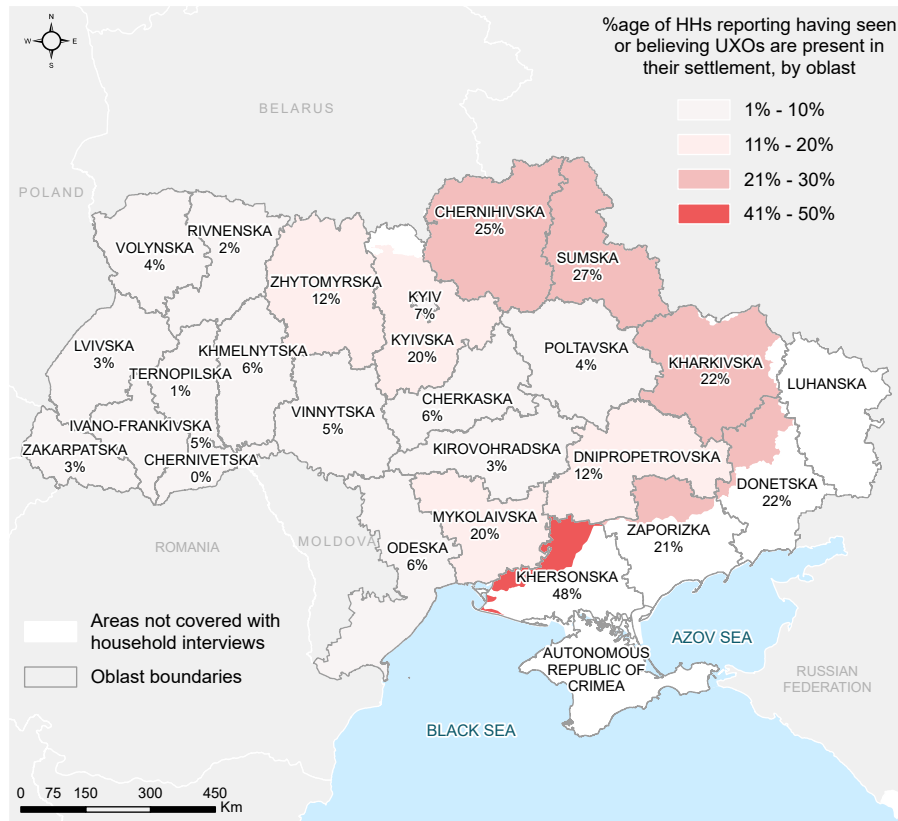 %age of HHs reporting having seen
or believing UXOs are present in
their settlement, by oblast
1% - 10%
11% - 20%
21% - 30%
41% - 50%
N
W
E
S
BELARUS
POLAND
VOLYNSKA
4%
RIVNENSKA
2%
ZHYTOMYRSKA
12%
KYIV
7%
KYIVSKA
20%
CHERNIHIVSKA
25%
SUMSKA
27%
LVIVSKA
3%
TERNOPILSKA
1%
KHMELNYTSKA
6%
VINNYTSKA
5%
CHERKASKA
6%
POLTAVSKA
4%
KHARKIVSKA
22%
LUHANSKA
IVANO-FRANKIVSKA
5%
ZAKARPATSKA
3%
CHERNIVETSKA
0%
KIROVOHRADSKA
3%
DNIPROPETROVSKA
12%
DONETSKA
22%
MYKOLAIVSKA
20%
ZAPORIZKA
21%
ODESKA
6%
KHERSONSKA
48%
ROMANIA
MOLDOVA
AUTONOMOUS
REPUBLIC OF
CRIMEA
AZOV SEA
RUSSIAN
FEDERATION
BLACK SEA
Areas not covered with
household interviews
Oblast boundaries
0 75 150 300 450
Km